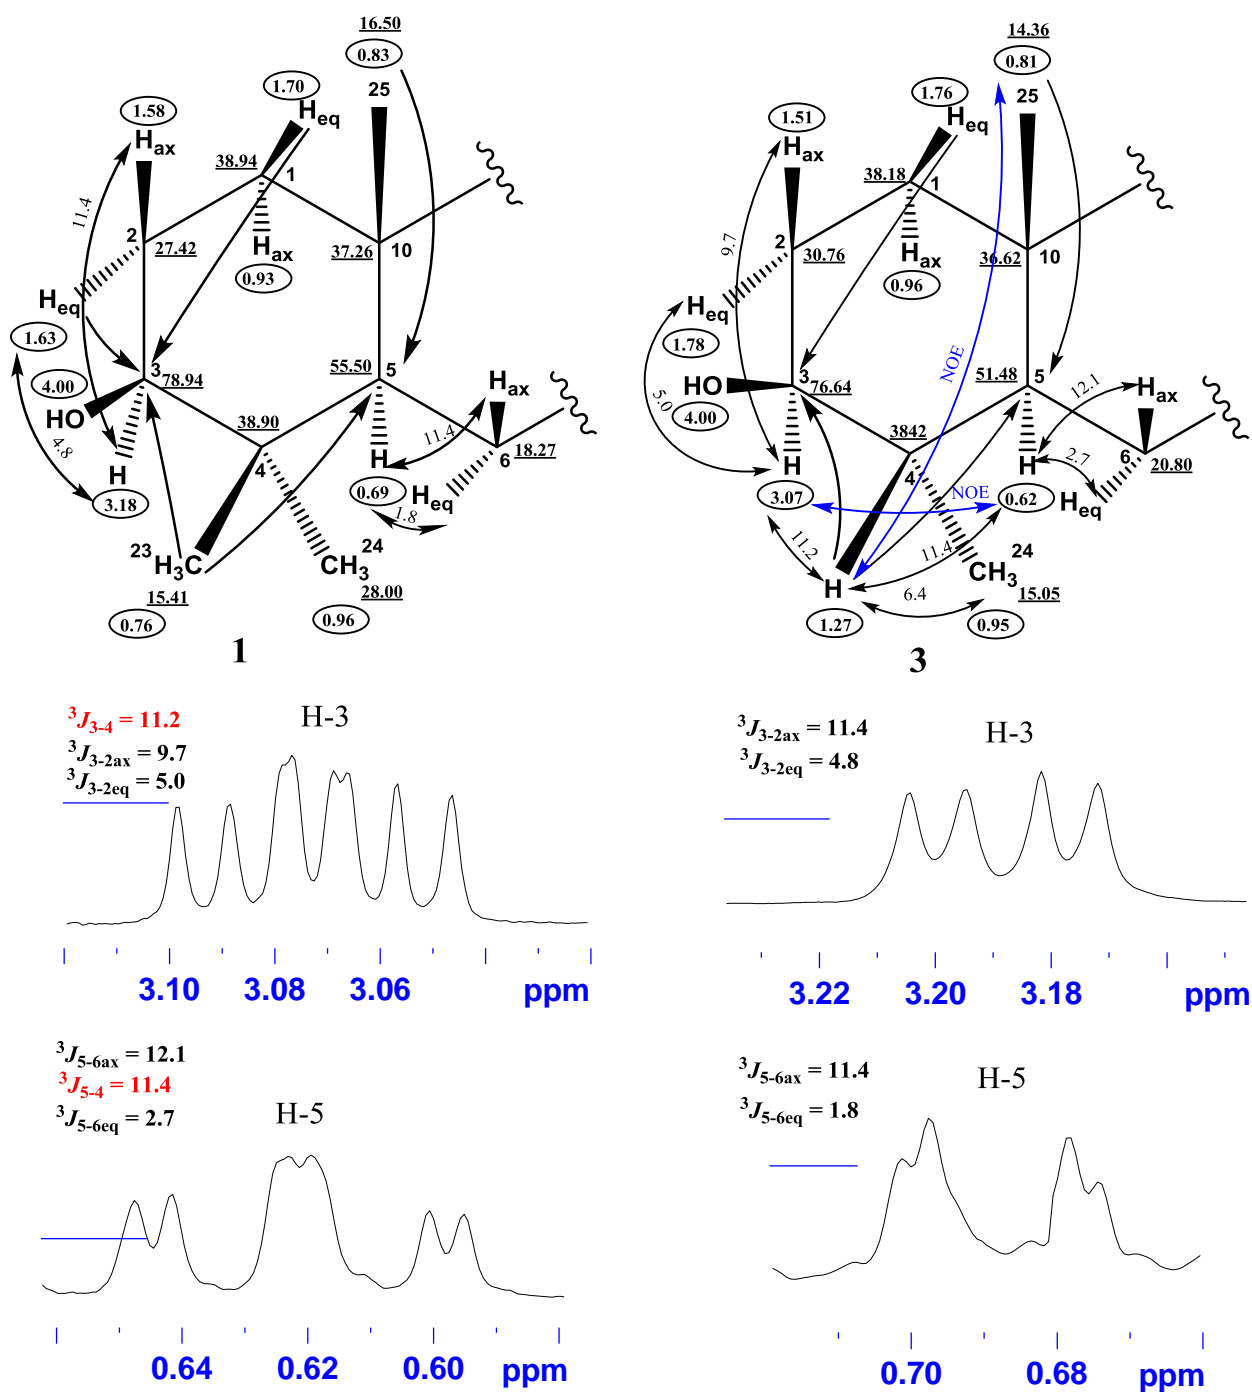 16.50
0.83
25
1.70
Heq
1.58
Hax
38.94
1
11.4
2
27.42
Hax
0.93
37.26
10
Heq
1.63
4.00
HO
3
78.94
55.50
5
Hax
38.90
4
11.4
H
0.69
6
18.27
Heq
1.8
4.8
H
3.18
23
H3C
15.41
0.76
24
CH3
28.00
0.96
1
14.36
0.81
25
1.76
Heq
1.51
Hax
38.18
1
9.7
2
30.76
Hax
0.96
36.62
10
Heq
1.78
NOE
HO
4.00
3
76.64
51.48
5
12.1
Hax
5.0
3842
4
H
3.07
NOE
H
0.62
2.7
6
20.80
Heq
11.2
11.4
24
CH3
15.05
H
6.4
1.27
0.95
3
3J3-4 = 11.2
H-3
3J3-2ax = 9.7
3J3-2eq = 5.0
3.10 3.08 3.06 ppm
3J3-2ax = 11.4
H-3
3J3-2eq = 4.8
3.22 3.20 3.18 ppm
3J5-6ax = 12.1
3J5-4 = 11.4
H-5
3J5-6eq = 2.7
0.64 0.62 0.60 ppm
3J5-6ax = 11.4
H-5
3J5-6eq = 1.8
0.70 0.68 ppm